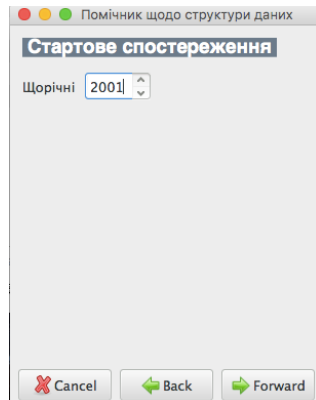 Помічник щодо структури даних
Стартове спостереження
Щорічні 2001
Cancel Back Forward